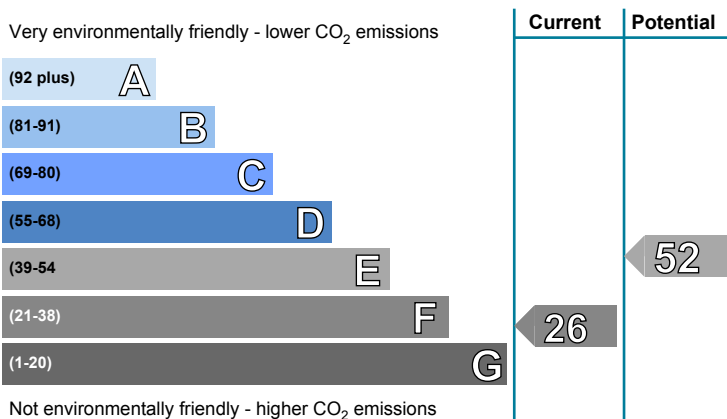 Very environmentally friendly - lower CO2 emissions
Current
Potential
(92 plus) A
(81-91) B
(69-80) C
(55-68) D
(39-54 E
52
(21-38) F
26
(1-20) G
Not environmentally friendly - higher CO2 emissions